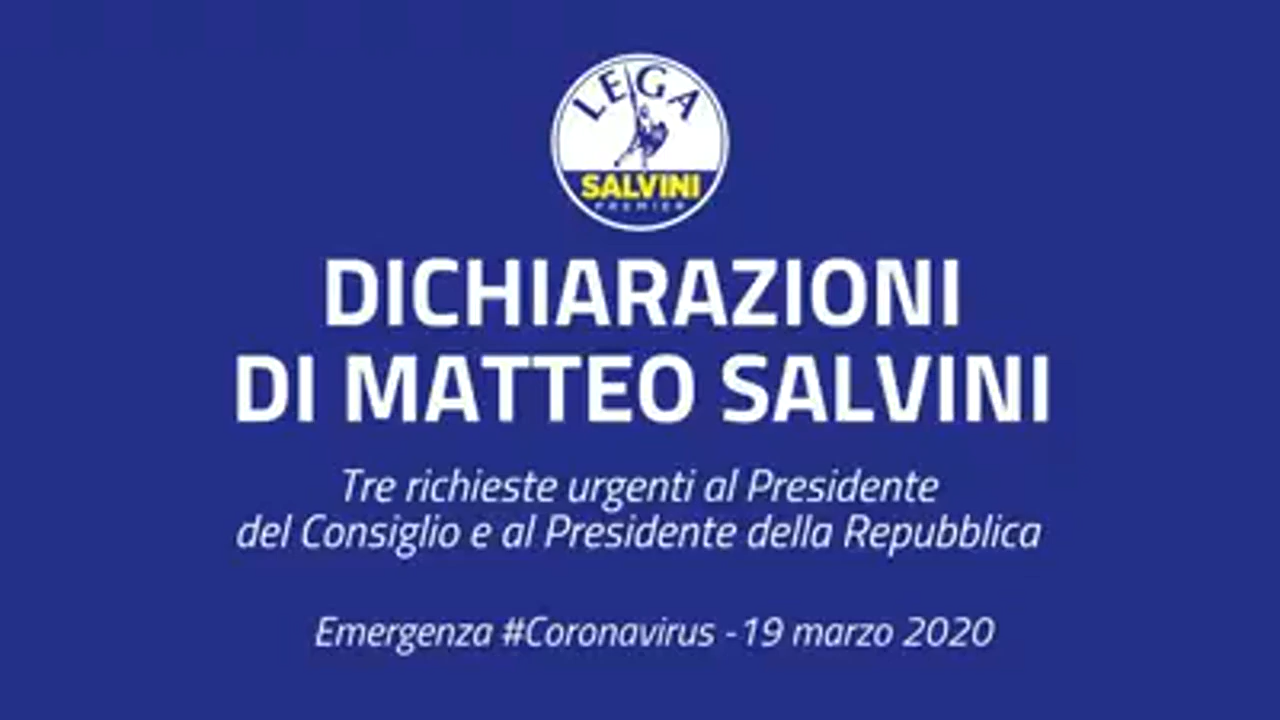 LEGA
SALVINI
PREMIER
DICHIARAZIONI
DI MATTEO SALVINI
Tre richieste urgenti al Presidente
del Consiglio e al Presidente della Repubblica
Emergenza #Coronavirus - 19 marzo 2020